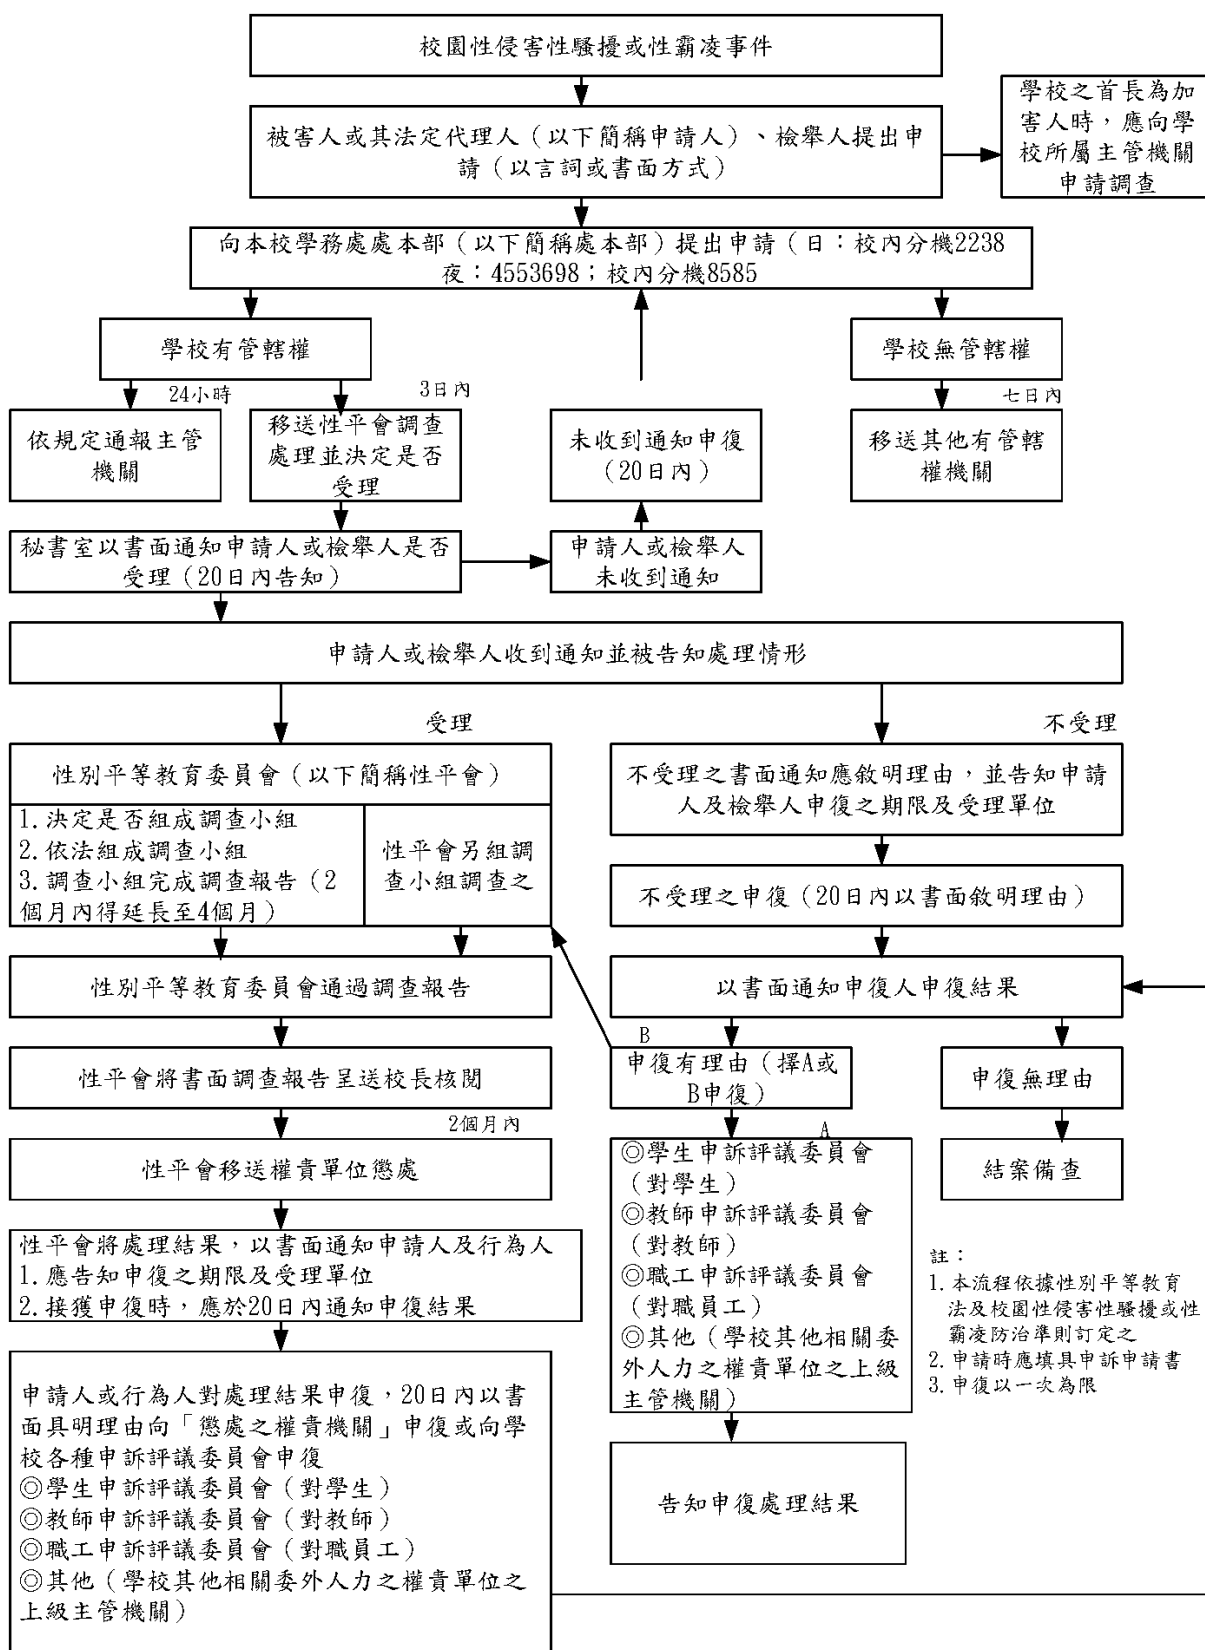 校園性侵害性騷擾或性霸凌事件
被害人或其法定代理人（以下簡稱申請人）、檢舉人提出申
請（以言詞或書面方式）
學校之首長為加
害人時，應向學
校所屬主管機關
申請調查
向本校學務處處本部（以下簡稱處本部）提出申請（日：校內分機2238
夜：4553698；校內分機8585
學校有管轄權
學校無管轄權
24小時
3日內
七日內
依規定通報主管
機關
移送性平會調查
處理並決定是否
受理
未收到通知申復
（20日內）
移送其他有管轄
權機關
秘書室以書面通知申請人或檢舉人是否
受理（20日內告知）
申請人或檢舉人
未收到通知
申請人或檢舉人收到通知並被告知處理情形
受理
不受理
性別平等教育委員會（以下簡稱性平會）
1.決定是否組成調查小組
2.依法組成調查小組
3.調查小組完成調查報告（2
個月內得延長至4個月）
性平會另組調
查小組調查之
不受理之書面通知應敘明理由，並告知申請
人及檢舉人申復之期限及受理單位
不受理之申復（20日內以書面敘明理由）
性別平等教育委員會通過調查報告
以書面通知申復人申復結果
B
性平會將書面調查報告呈送校長核閱
申復有理由（擇A或
B申復）
申復無理由
2個月內
A
性平會移送權責單位懲處
◎學生申訴評議委員會
（對學生）
◎教師申訴評議委員會
（對教師）
◎職工申訴評議委員會
（對職員工）
◎其他（學校其他相關委
外人力之權責單位之上級
主管機關）
結案備查
性平會將處理結果，以書面通知申請人及行為人
1.應告知申復之期限及受理單位
2.接獲申復時，應於20日內通知申復結果
註：
1.本流程依據性別平等教育
法及校園性侵害性騷擾或性
霸凌防治準則訂定之
2.申請時應填具申訴申請書
3.申復以一次為限
申請人或行為人對處理結果申復，20日內以書
面具明理由向「懲處之權責機關」申復或向學
校各種申訴評議委員會申復
◎學生申訴評議委員會（對學生）
◎教師申訴評議委員會（對教師）
◎職工申訴評議委員會（對職員工）
◎其他（學校其他相關委外人力之權責單位之
上級主管機關）
告知申復處理結果